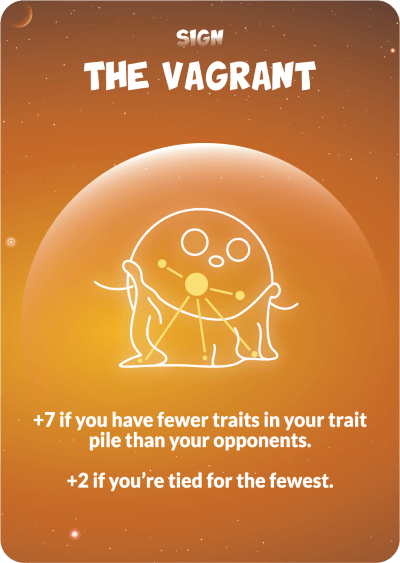 SIGN
THE VAGRANT
+7 if you have fewer traits in your trait
pile than your opponents.
+2 if you're tied for the fewest.